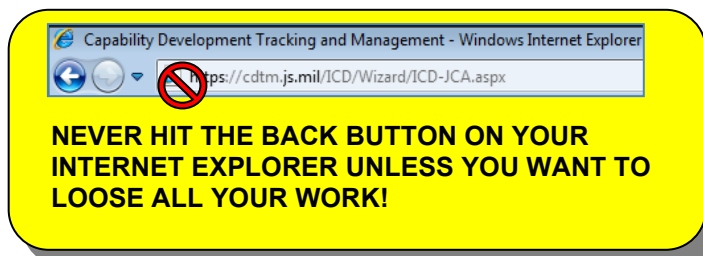 Capability Development Tracking and Management - Windows Internet Explorer
https://cdtm.js.mil/ICD/Wizard/ICD-JCA.aspx
NEVER HIT THE BACK BUTTON ON YOUR
INTERNET EXPLORER UNLESS YOU WANT TO
LOOSE ALL YOUR WORK!